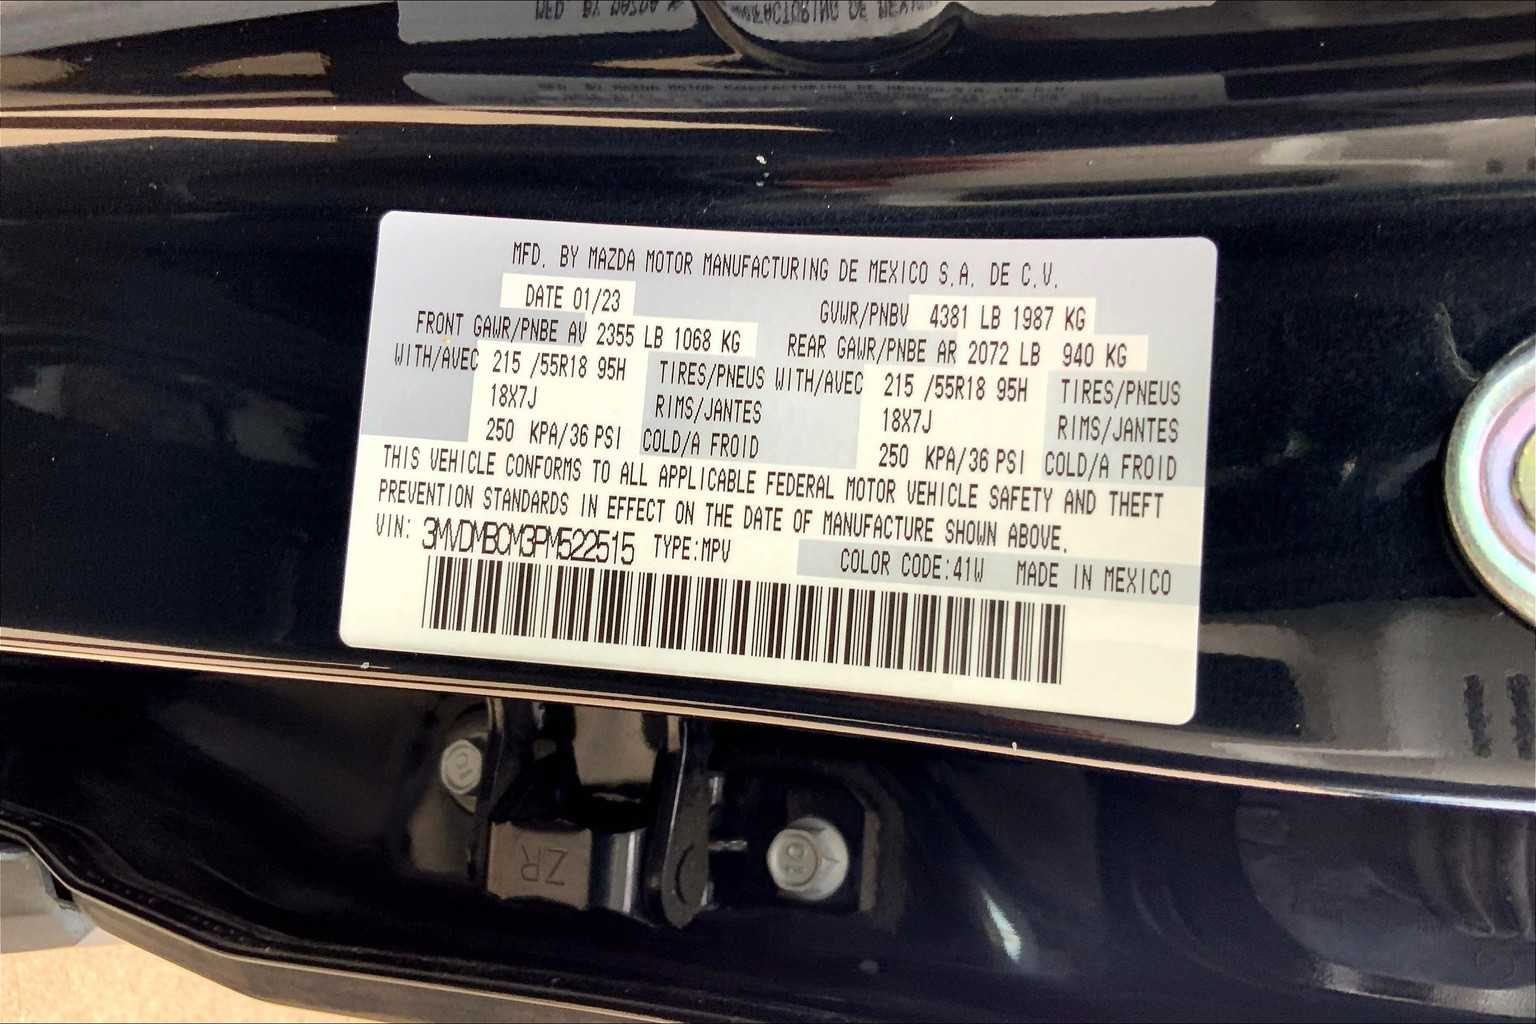 MFD. BY MAZDA MOTOR MANUFACTURING DE MEXICO S.A. DE C.V.
DATE 01/23 GVWR/PNBV 4381 LB 1987 KG
FRONT GAWR/PNBE AV 2355 LB 1068 KG REAR GAWR/PNBE AR 2072 LB 940 KG
WITH/AVEC 215 /55R18 95H TIRES/PNEUS WITH/AVEC 215 /55R18 95H TIRES/PNEUS
18X7J RIMS/JANTES 18X7J RIMS/JANTES
250 KPA/36 PSI COLD/A FROID 250 KPA/36 PSI COLD/A FROID
THIS VEHICLE CONFORMS TO ALL APPLICABLE FEDERAL MOTOR VEHICLE SAFETY AND THEFT
PREVENTION STANDARDS IN EFFECT ON THE DATE OF MANUFACTURE SHOWN ABOVE.
VIN: 3MVDMBCM3PM522515 TYPE:MPV COLOR CODE:41W MADE IN MEXICO
ZR